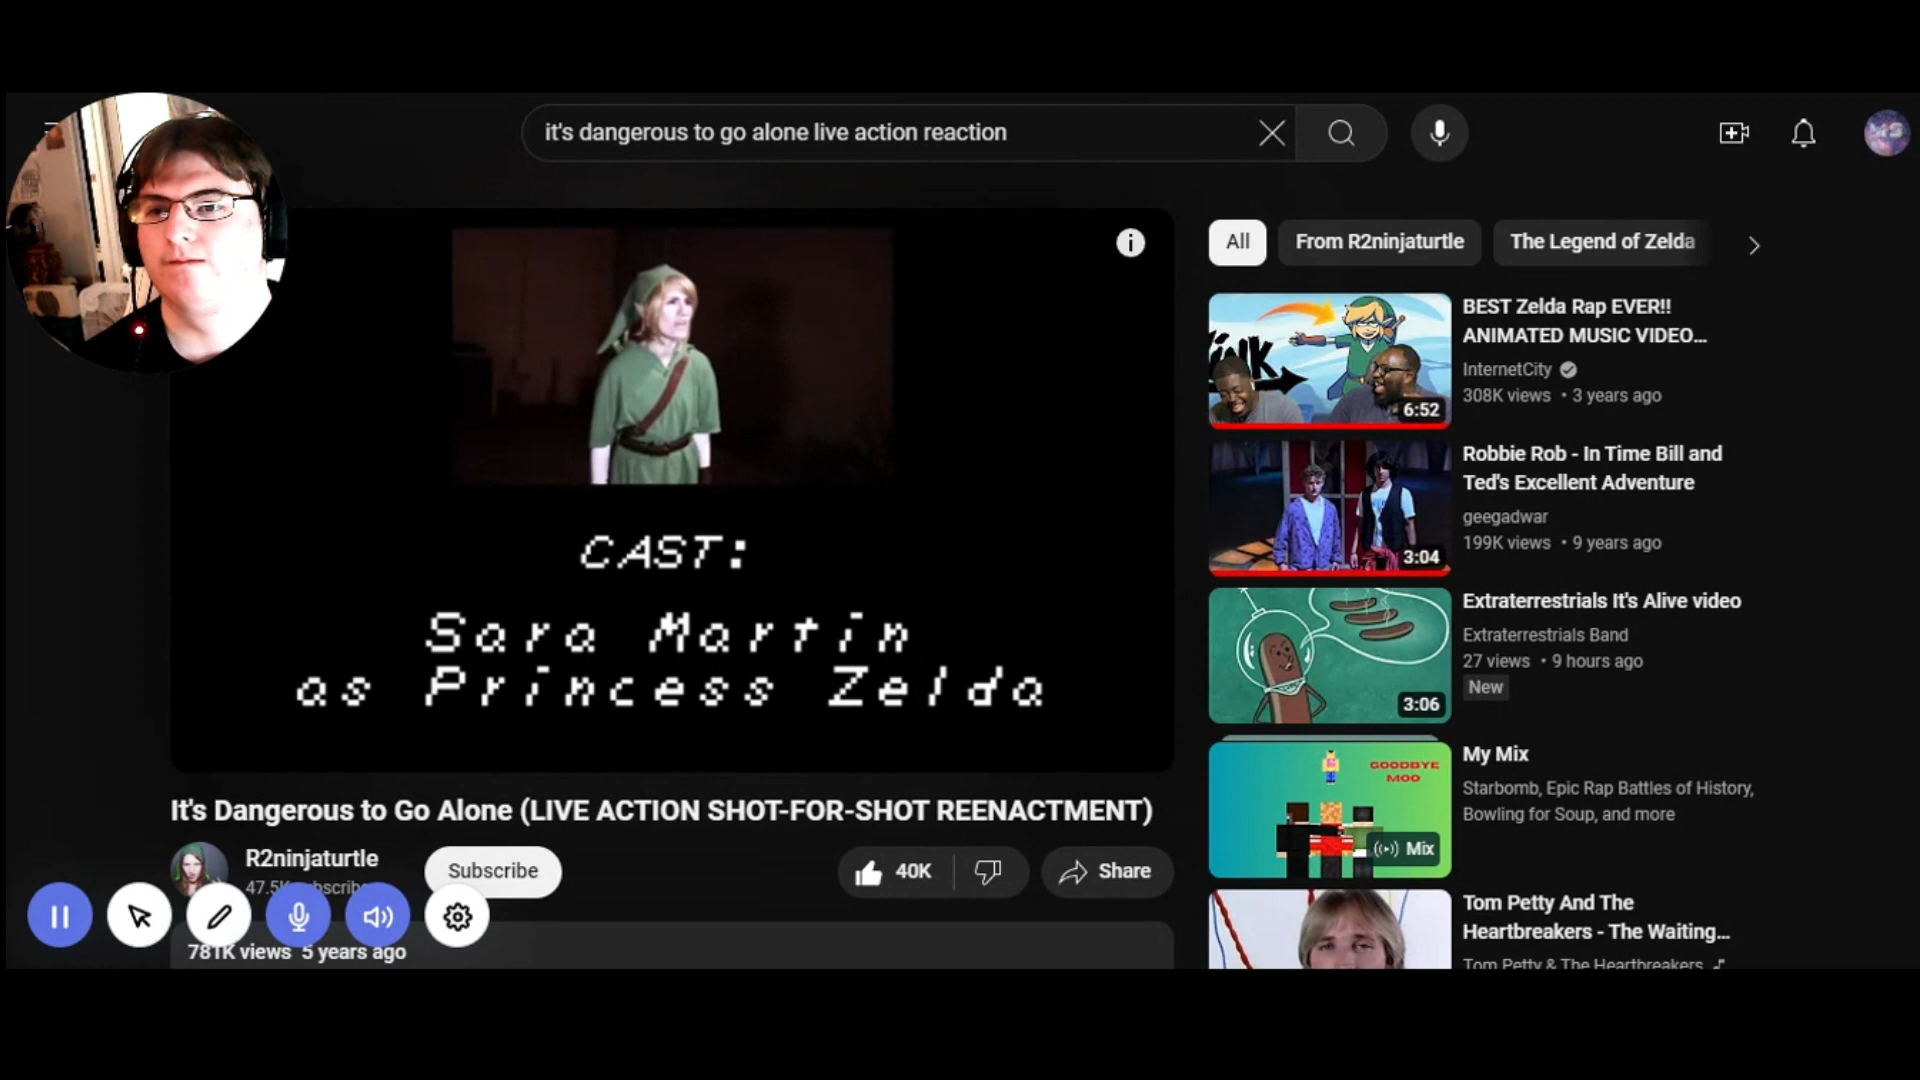 it's dangerous to go alone live action reaction
MS
CAST:
Sara Martin
as Princess Zelda
It's Dangerous to Go Alone (LIVE ACTION SHOT-FOR-SHOT REENACTMENT)
R2ninjaturtle
Subscribe
40K
Share
781K views 5 years ago
All
From R2ninjaturtle
The Legend of Zelda
6:52
BEST Zelda Rap EVER!!
ANIMATED MUSIC VIDEO...
InternetCity
308K views • 3 years ago
3:04
Robbie Rob - In Time Bill and
Ted's Excellent Adventure
geegadwar
199K views • 9 years ago
3:06
Extraterrestrials It's Alive video
Extraterrestrials Band
27 views • 9 hours ago
New
GOODBYE
MOO
Mix
My Mix
Starbomb, Epic Rap Battles of History,
Bowling for Soup, and more
Tom Petty And The
Heartbreakers - The Waiting...
Tom Petty & The Heartbreakers